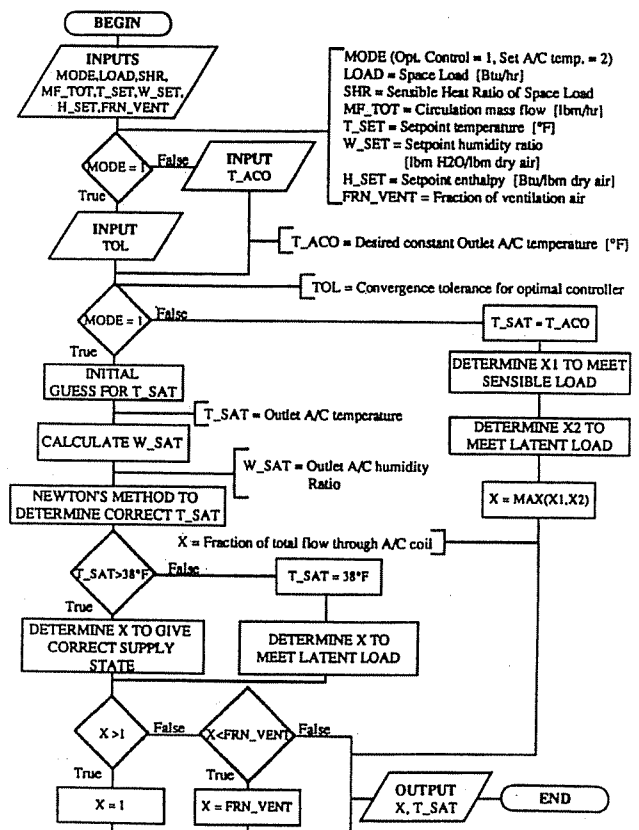 BEGIN
INPUTS
MODE,LOAD,SHR,
MF_TOT,T_SET,W_SET,
H_SET,FRN_VENT
MODE (Opt. Control = 1, Set A/C temp. = 2)
LOAD = Space Load [Btu/hr]
SHR = Sensible Heat Ratio of Space Load
MF_TOT = Circulation mass flow [lbm/hr]
T_SET = Setpoint temperature [°F]
W_SET = Setpoint humidity ratio
[lbm H2O/lbm dry air]
H_SET = Setpoint enthalpy [Btu/lbm dry air]
FRN_VENT = Fraction of ventilation air
MODE = 1
False
True
INPUT
T_ACO
INPUT
TOL
T_ACO = Desired constant Outlet A/C temperature [°F]
TOL = Convergence tolerance for optimal controller
MODE = 1
False
True
T_SAT = T_ACO
INITIAL
GUESS FOR T_SAT
DETERMINE X1 TO MEET
SENSIBLE LOAD
T_SAT = Outlet A/C temperature
CALCULATE W_SAT
DETERMINE X2 TO
MEET LATENT LOAD
W_SAT = Outlet A/C humidity
Ratio
NEWTON'S METHOD TO
DETERMINE CORRECT T_SAT
X = MAX(X1,X2)
X = Fraction of total flow through A/C coil
T_SAT>38°F
False
True
T_SAT = 38°F
DETERMINE X TO GIVE
CORRECT SUPPLY
STATE
DETERMINE X TO
MEET LATENT LOAD
X >1
False
True
X<FRN_VENT
False
True
X = 1
X = FRN_VENT
OUTPUT
X, T_SAT
END